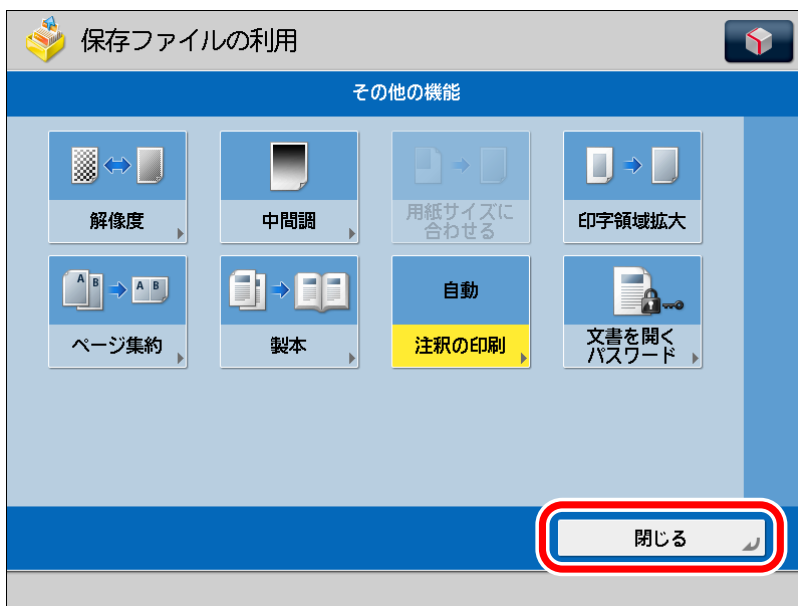 保存ファイルの利用
その他の機能
解像度
中間調
用紙サイズに
合わせる
印字領域拡大
A B A B
ページ集約
製本
自動
注釈の印刷
文書を開く
パスワード
閉じる